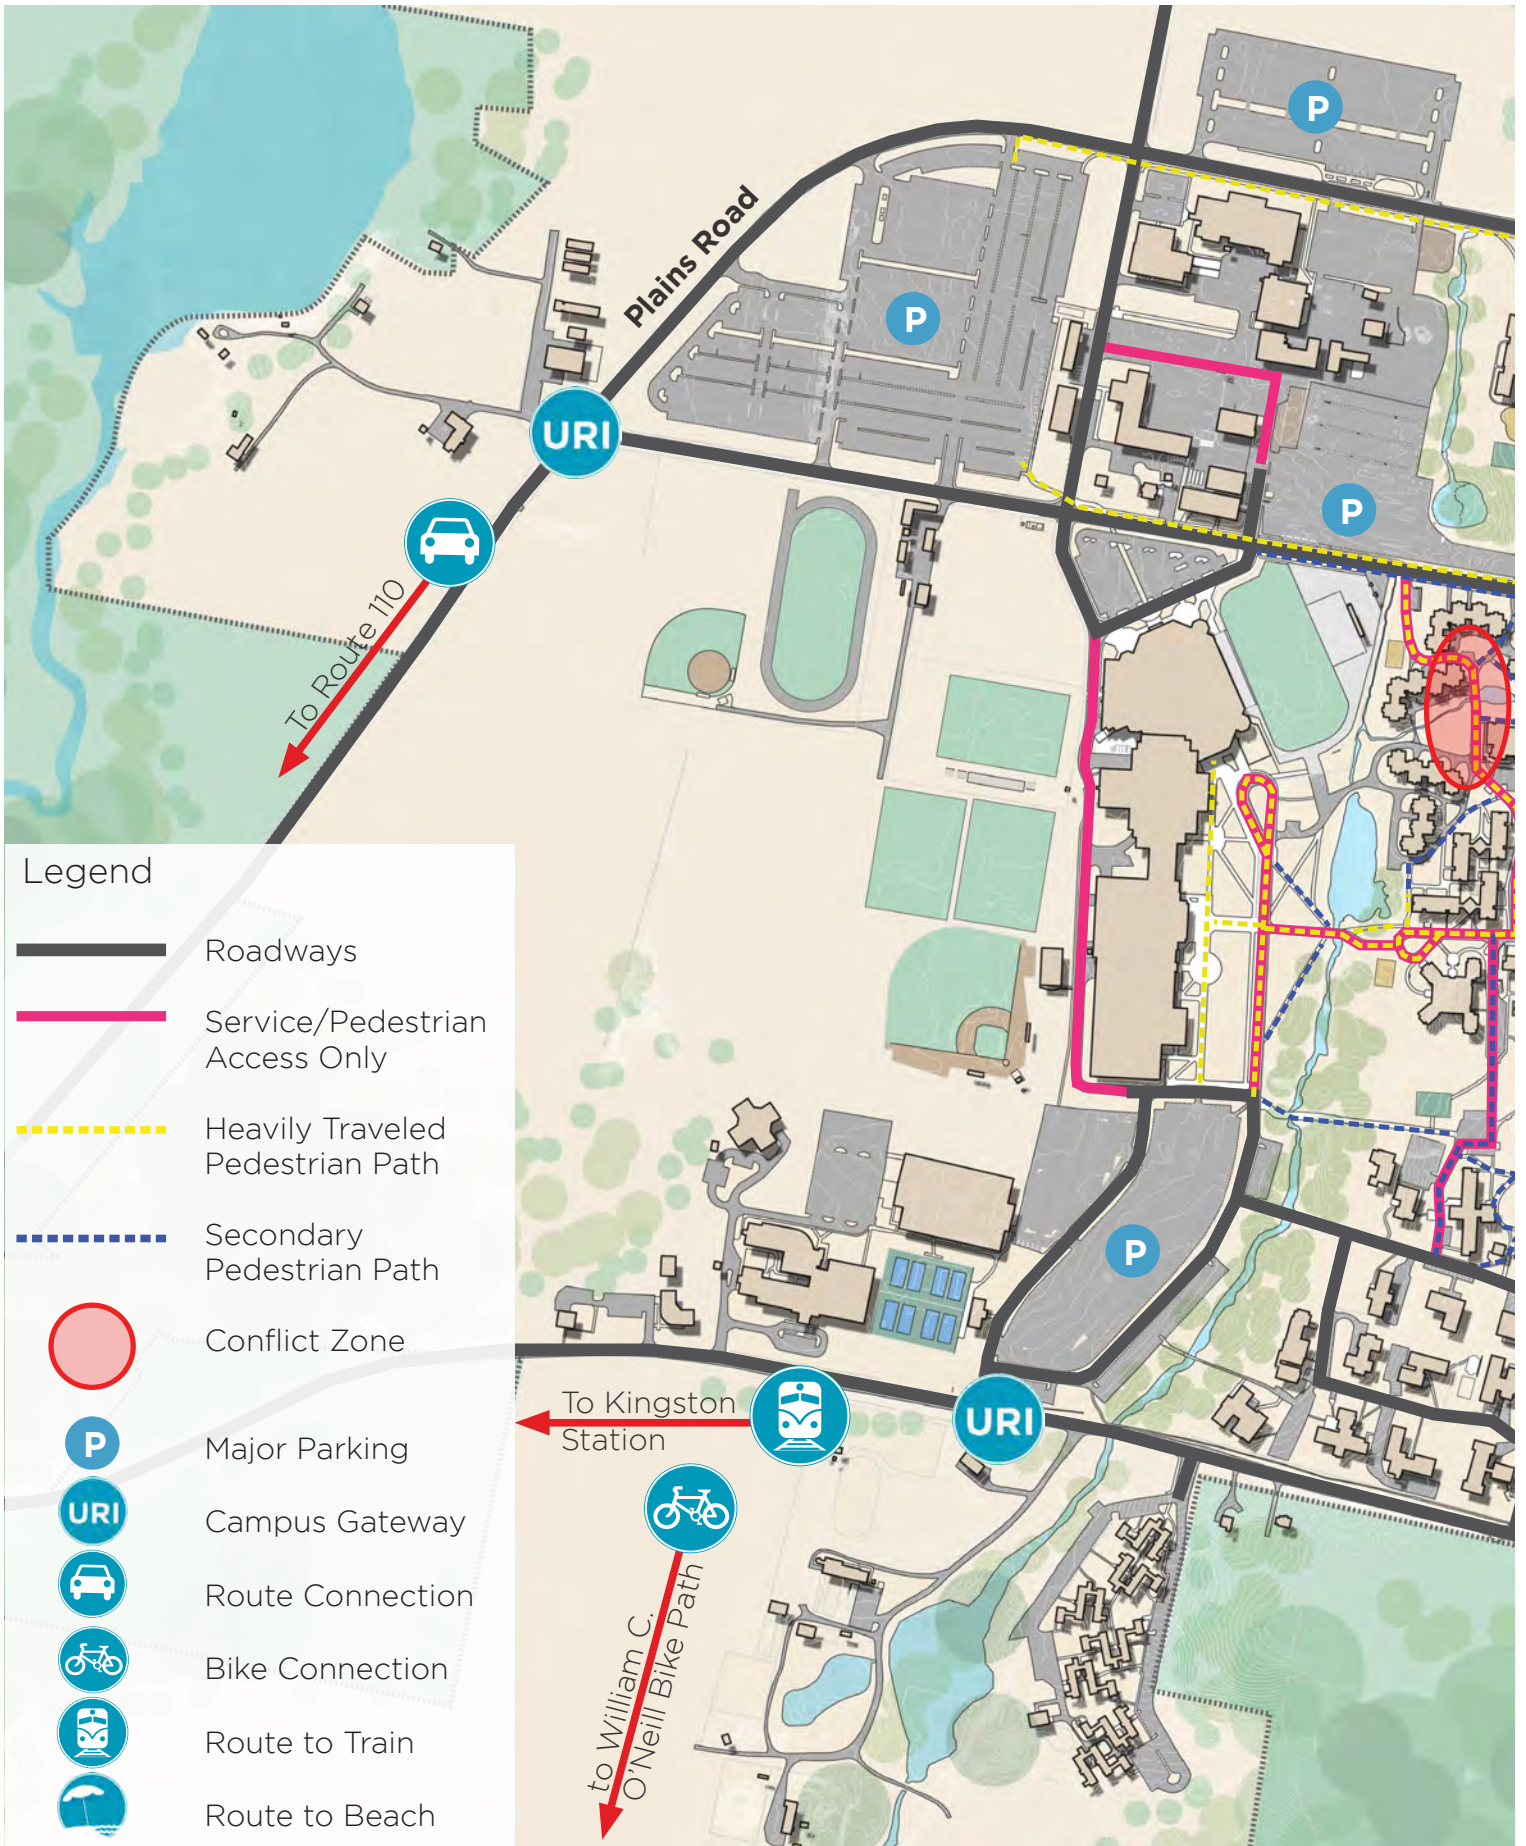 P
Plains Road
P
URI
P
To Route 110
Legend
Roadways
Service/Pedestrian
Access Only
Heavily Traveled
Pedestrian Path
Secondary
Pedestrian Path
Conflict Zone
P
Major Parking
URI
Campus Gateway
Route Connection
Bike Connection
Route to Train
Route to Beach
P
To Kingston
Station
URI
to William C.
O'Neill Bike Path